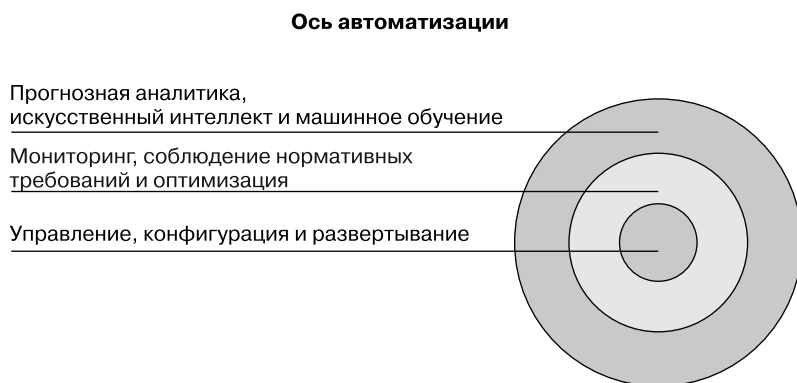 Ось автоматизации
Прогнозная аналитика,
искусственный интеллект и машинное обучение
Мониторинг, соблюдение нормативных
требований и оптимизация
Управление, конфигурация и развертывание